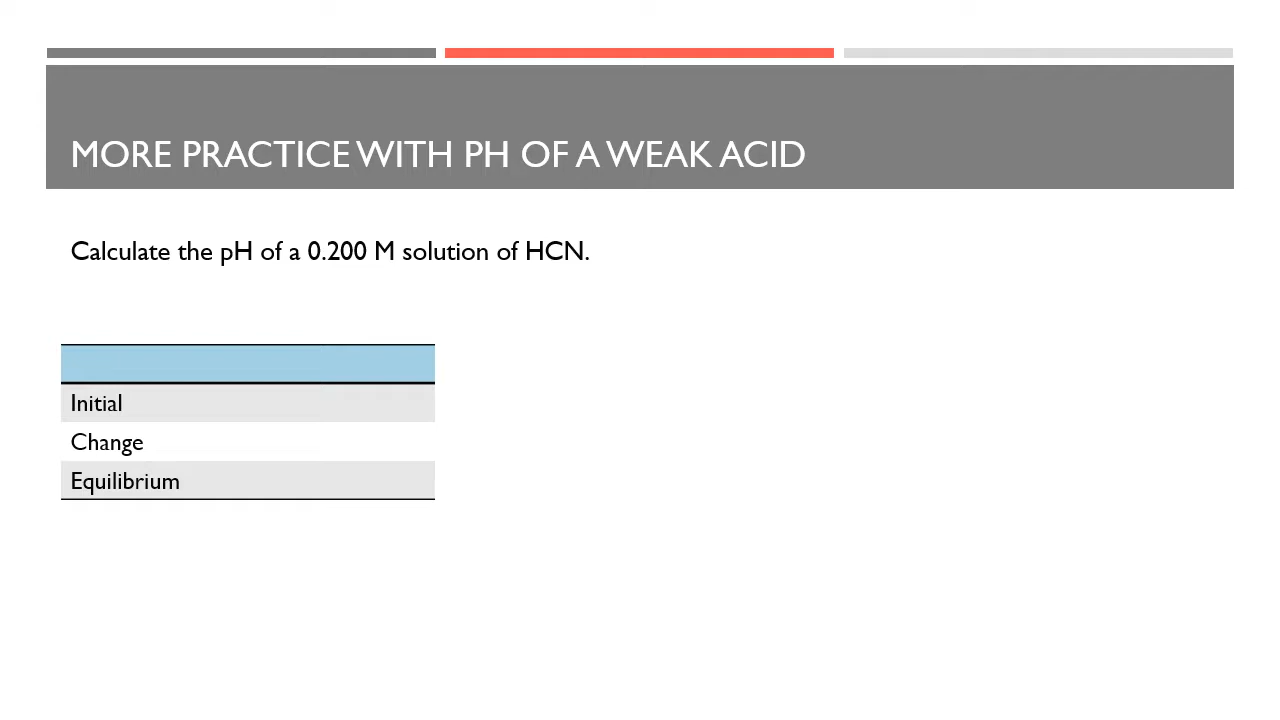 MORE PRACTICE WITH PH OF A WEAK ACID
Calculate the pH of a 0.200 M solution of HCN.
Initial
Change
Equilibrium